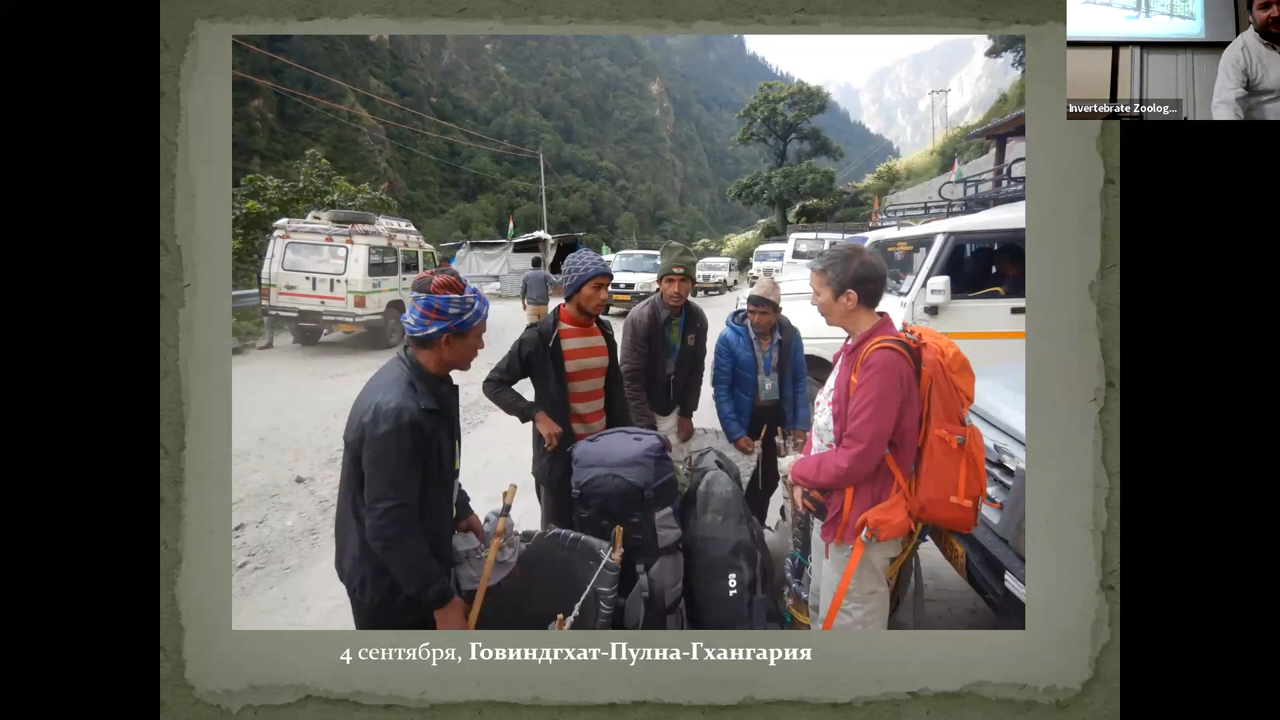 Invertebrate Zoolog...
4 сентября, Говиндгхат-Пулна-Гхангария